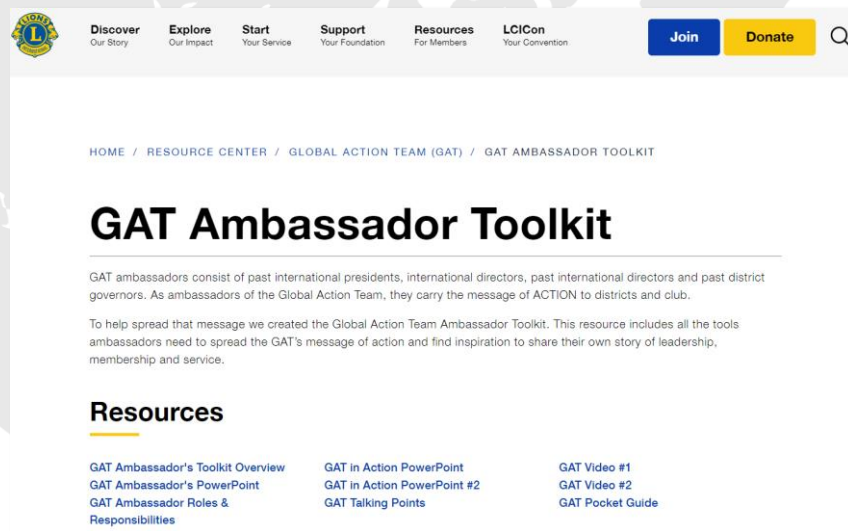 LIONS
L
Discover Explore Start Support Resources LCICon
Our Story Our Impact Your Service Your Foundation For Members Your Convention
Join Donate
HOME / RESOURCE CENTER / GLOBAL ACTION TEAM (GAT) / GAT AMBASSADOR TOOLKIT
GAT Ambassador Toolkit
GAT ambassadors consist of past international presidents, international directors, past international directors and past district
governors. As ambassadors of the Global Action Team, they carry the message of ACTION to districts and club.
To help spread that message we created the Global Action Team Ambassador Toolkit. This resource includes all the tools
ambassadors need to spread the GAT's message of action and find inspiration to share their own story of leadership,
membership and service.
Resources
GAT Ambassador's Toolkit Overview
GAT Ambassador's PowerPoint
GAT Ambassador Roles &
Responsibilities
GAT in Action PowerPoint
GAT in Action PowerPoint #2
GAT Talking Points
GAT Video #1
GAT Video #2
GAT Pocket Guide